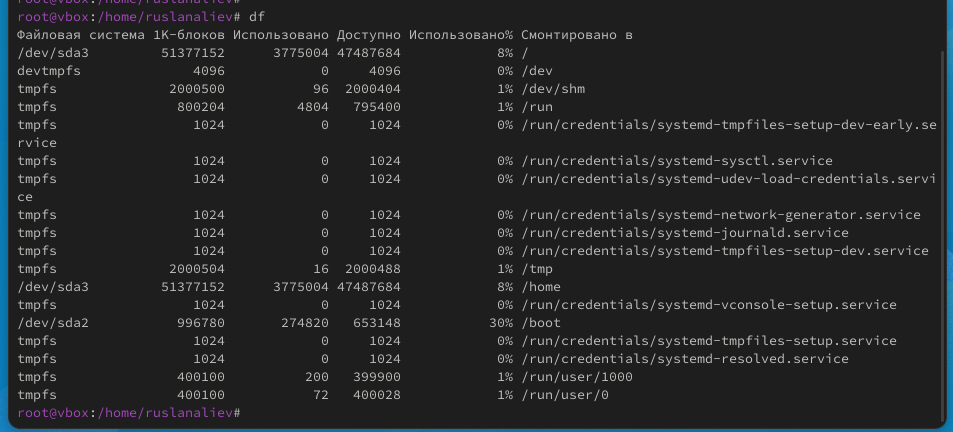 root@vbox:/home/ruslanaliev# df
Файловая система 1K-блоков Использовано Доступно Использовано% Смонтировано в
/dev/sda3 51377152 3775004 47487684 8% /
devtmpfs 4096 0 4096 0% /dev
tmpfs 2000500 96 2000404 1% /dev/shm
tmpfs 800204 4804 795400 1% /run
tmpfs 1024 0 1024 0% /run/credentials/systemd-tmpfiles-setup-dev-early.se
rvice
tmpfs 1024 0 1024 0% /run/credentials/systemd-sysctl.service
tmpfs 1024 0 1024 0% /run/credentials/systemd-udev-load-credentials.servi
ce
tmpfs 1024 0 1024 0% /run/credentials/systemd-network-generator.service
tmpfs 1024 0 1024 0% /run/credentials/systemd-journald.service
tmpfs 1024 0 1024 0% /run/credentials/systemd-tmpfiles-setup-dev.service
tmpfs 2000504 16 2000488 1% /tmp
/dev/sda3 51377152 3775004 47487684 8% /home
tmpfs 1024 0 1024 0% /run/credentials/systemd-vconsole-setup.service
/dev/sda2 996780 274820 653148 30% /boot
tmpfs 1024 0 1024 0% /run/credentials/systemd-tmpfiles-setup.service
tmpfs 1024 0 1024 0% /run/credentials/systemd-resolved.service
tmpfs 400100 200 399900 1% /run/user/1000
tmpfs 400100 72 400028 1% /run/user/0
root@vbox:/home/ruslanaliev#